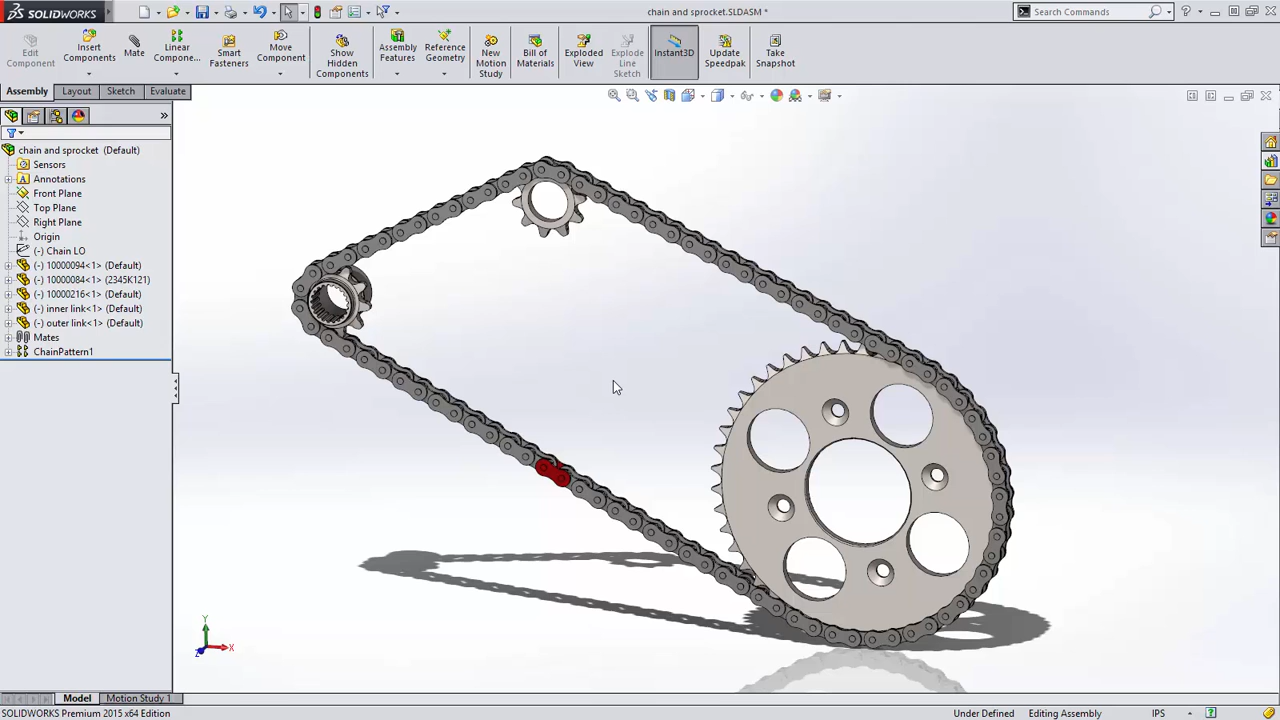 SOLIDWORKS
chain and sprocket.SLDASM *
Search Commands
Edit Component
Insert Components
Mate
Linear Compone...
Smart Fasteners
Move Component
Show Hidden Components
Assembly Features
Reference Geometry
New Motion Study
Bill of Materials
Exploded View
Explode Line Sketch
Instant3D
Update Speedpak
Take Snapshot
Assembly
Layout
Sketch
Evaluate
chain and sprocket (Default)
Sensors
Annotations
Front Plane
Top Plane
Right Plane
Origin
(-) Chain LO
(-) 10000094<1> (Default)
(-) 10000084<1> (2345K121)
(-) 10000216<1> (Default)
(-) inner link<1> (Default)
(-) outer link<1> (Default)
Mates
ChainPattern1
Y
X
Z
Model
Motion Study 1
SOLIDWORKS Premium 2015 x64 Edition
Under Defined
Editing Assembly
IPS